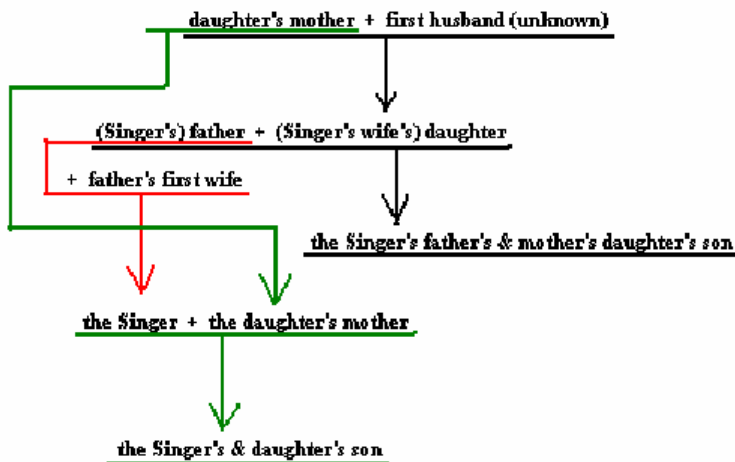 daughter's mother + first husband (unknown)
(Singer's) father + (Singer's wife's) daughter
+ father's first wife
the Singer's father's & mother's daughter's son
the Singer + the daughter's mother
the Singer's & daughter's son